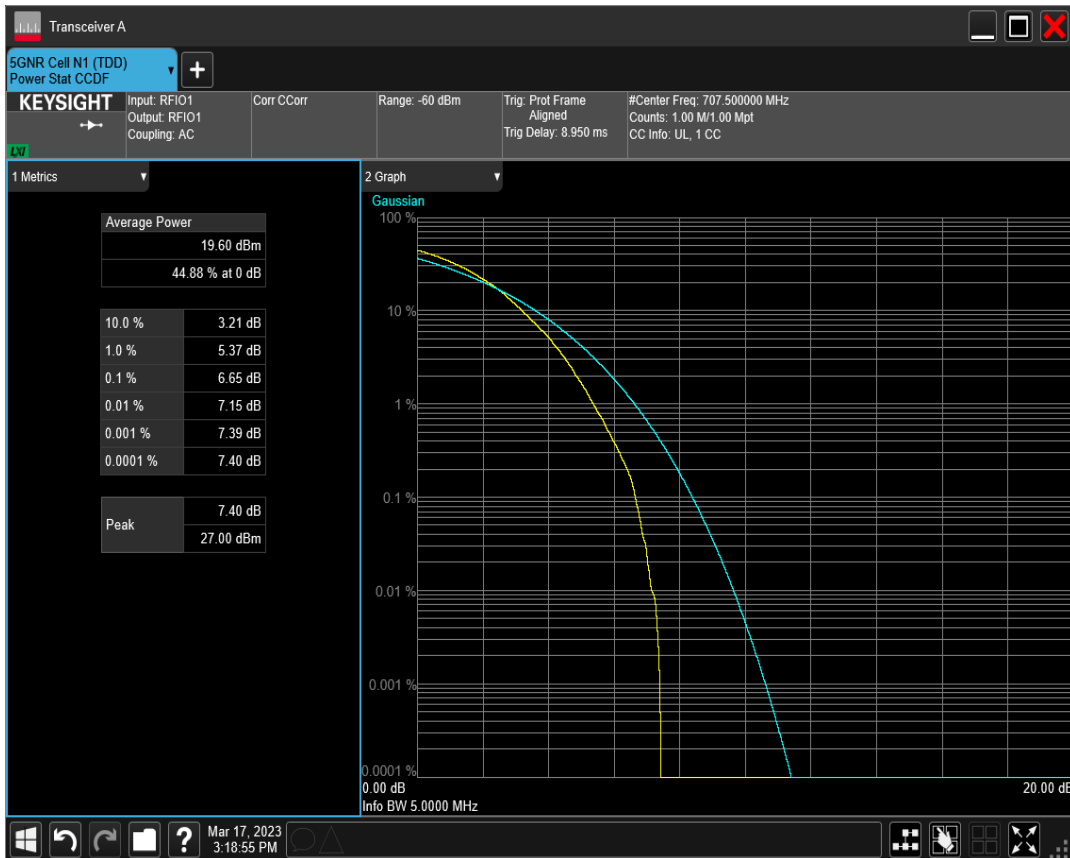 Transceiver A
5GNR Cell N1 (TDD)
Power Stat CCDF
+
KEYSIGHT
LXI
Input: RFIO1
Output: RFIO1
Coupling: AC
Corr CCorr
Range: -60 dBm
Trig: Prot Frame
Aligned
Trig Delay: 8.950 ms
#Center Freq: 707.500000 MHz
Counts: 1.00 M/1.00 Mpt
CC Info: UL, 1 CC
1 Metrics
Average Power
19.60 dBm
44.88 % at 0 dB
10.0 % 3.21 dB
1.0 % 5.37 dB
0.1 % 6.65 dB
0.01 % 7.15 dB
0.001 % 7.39 dB
0.0001 % 7.40 dB
Peak
7.40 dB
27.00 dBm
2 Graph
Gaussian
100 %
10 %
1 %
0.1 %
0.01 %
0.001 %
0.0001 %
0.00 dB 20.00 dB
Info BW 5.0000 MHz
?
Mar 17, 2023
3:18:55 PM